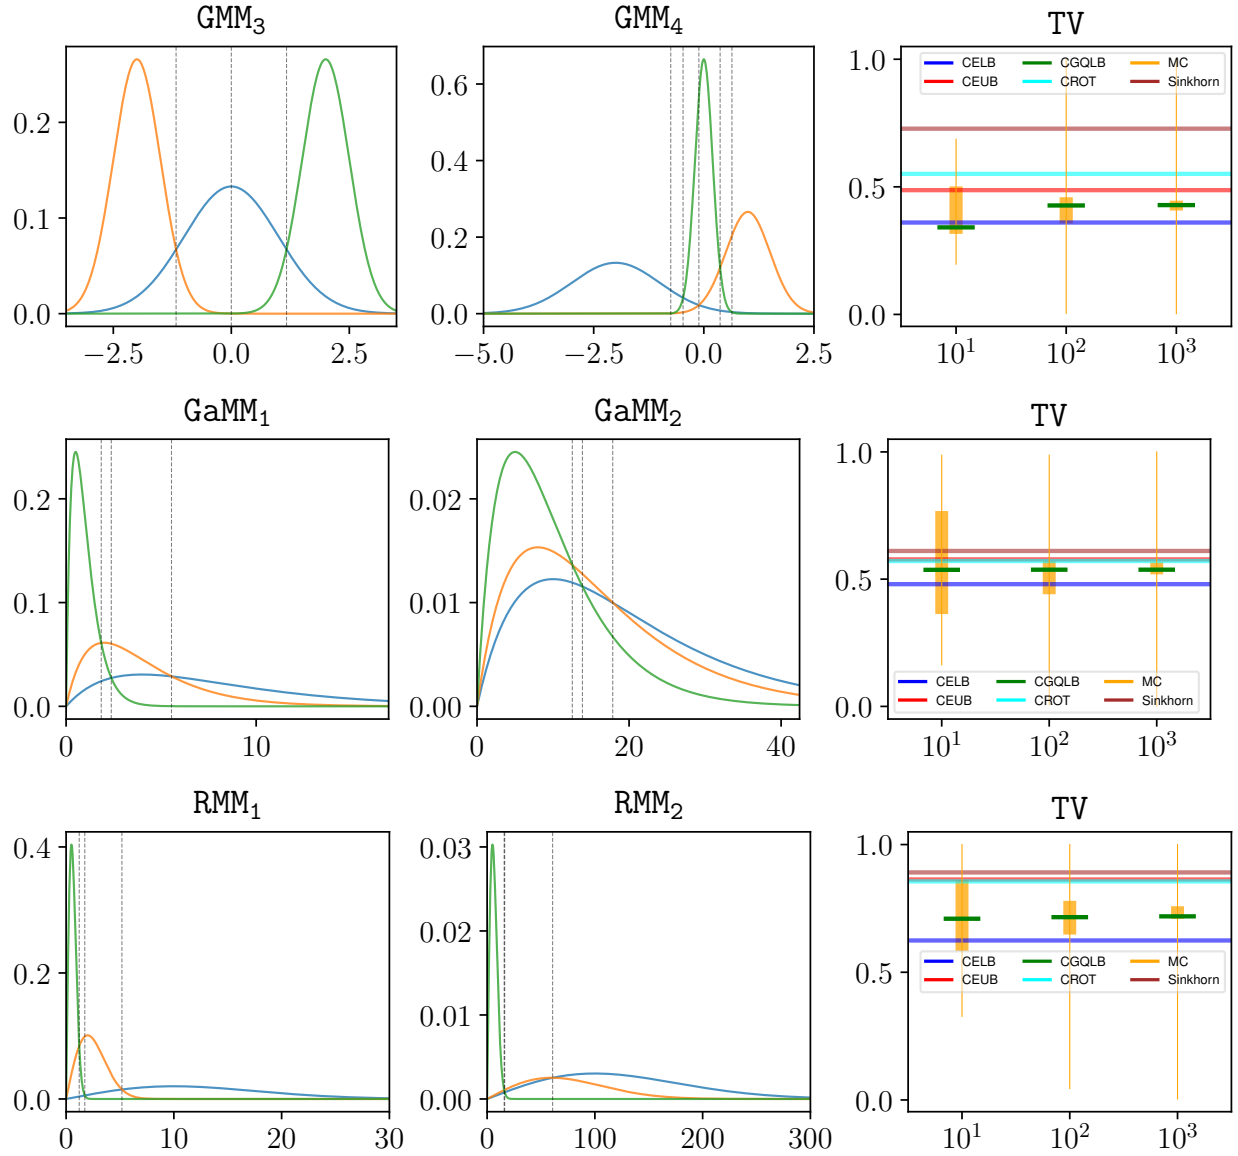 GMM3 GMM4 TV
0.2
0.1
0.0
−2.5 0.0 2.5
0.6
0.4
0.2
0.0
−5.0 −2.5 0.0 2.5
1.0
0.5
0.0
CELB CGQLB MC
CEUB CROT Sinkhorn
10^1 10^2 10^3
GaMM1 GaMM2 TV
0.2
0.1
0.0
0 10
0.02
0.01
0.00
0 20 40
1.0
0.5
0.0
CELB CGQLB MC
CEUB CROT Sinkhorn
10^1 10^2 10^3
RMM1 RMM2 TV
0.4
0.2
0.0
0 10 20 30
0.03
0.02
0.01
0.00
0 100 200 300
1.0
0.5
0.0
CELB CGQLB MC
CEUB CROT Sinkhorn
10^1 10^2 10^3